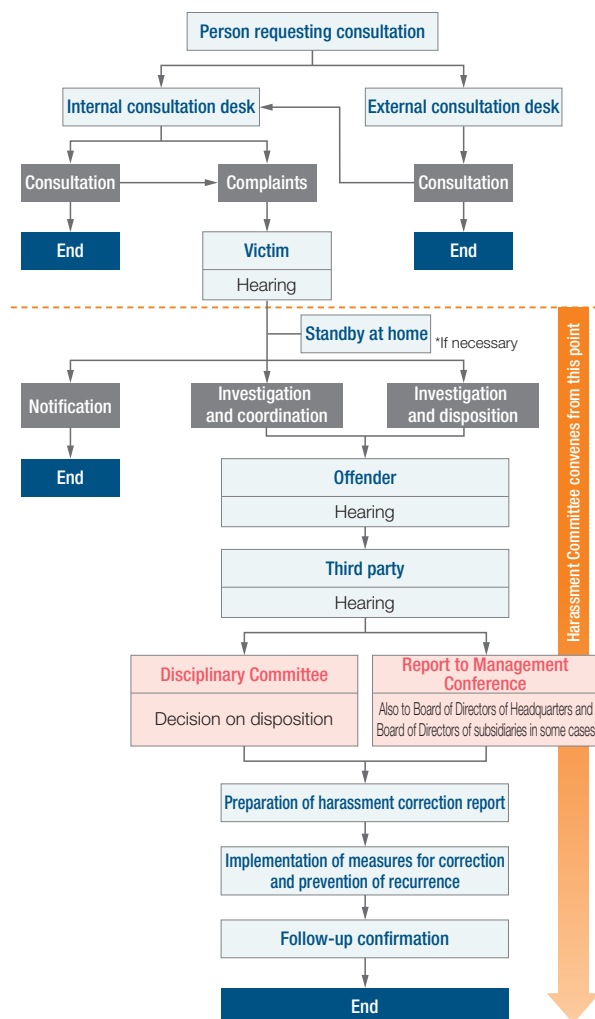 Person requesting consultation
Internal consultation desk
External consultation desk
Consultation
Complaints
Consultation
End
Victim
Hearing
End
Standby at home
*If necessary
Notification
Investigation
and coordination
Investigation
and disposition
End
Offender
Hearing
Third party
Hearing
Disciplinary Committee
Decision on disposition
Report to Management
Conference
Also to Board of Directors of Headquarters and
Board of Directors of subsidiaries in some cases
Preparation of harassment correction report
Implementation of measures for correction
and prevention of recurrence
Follow-up confirmation
End
Harassment Committee convenes from this point